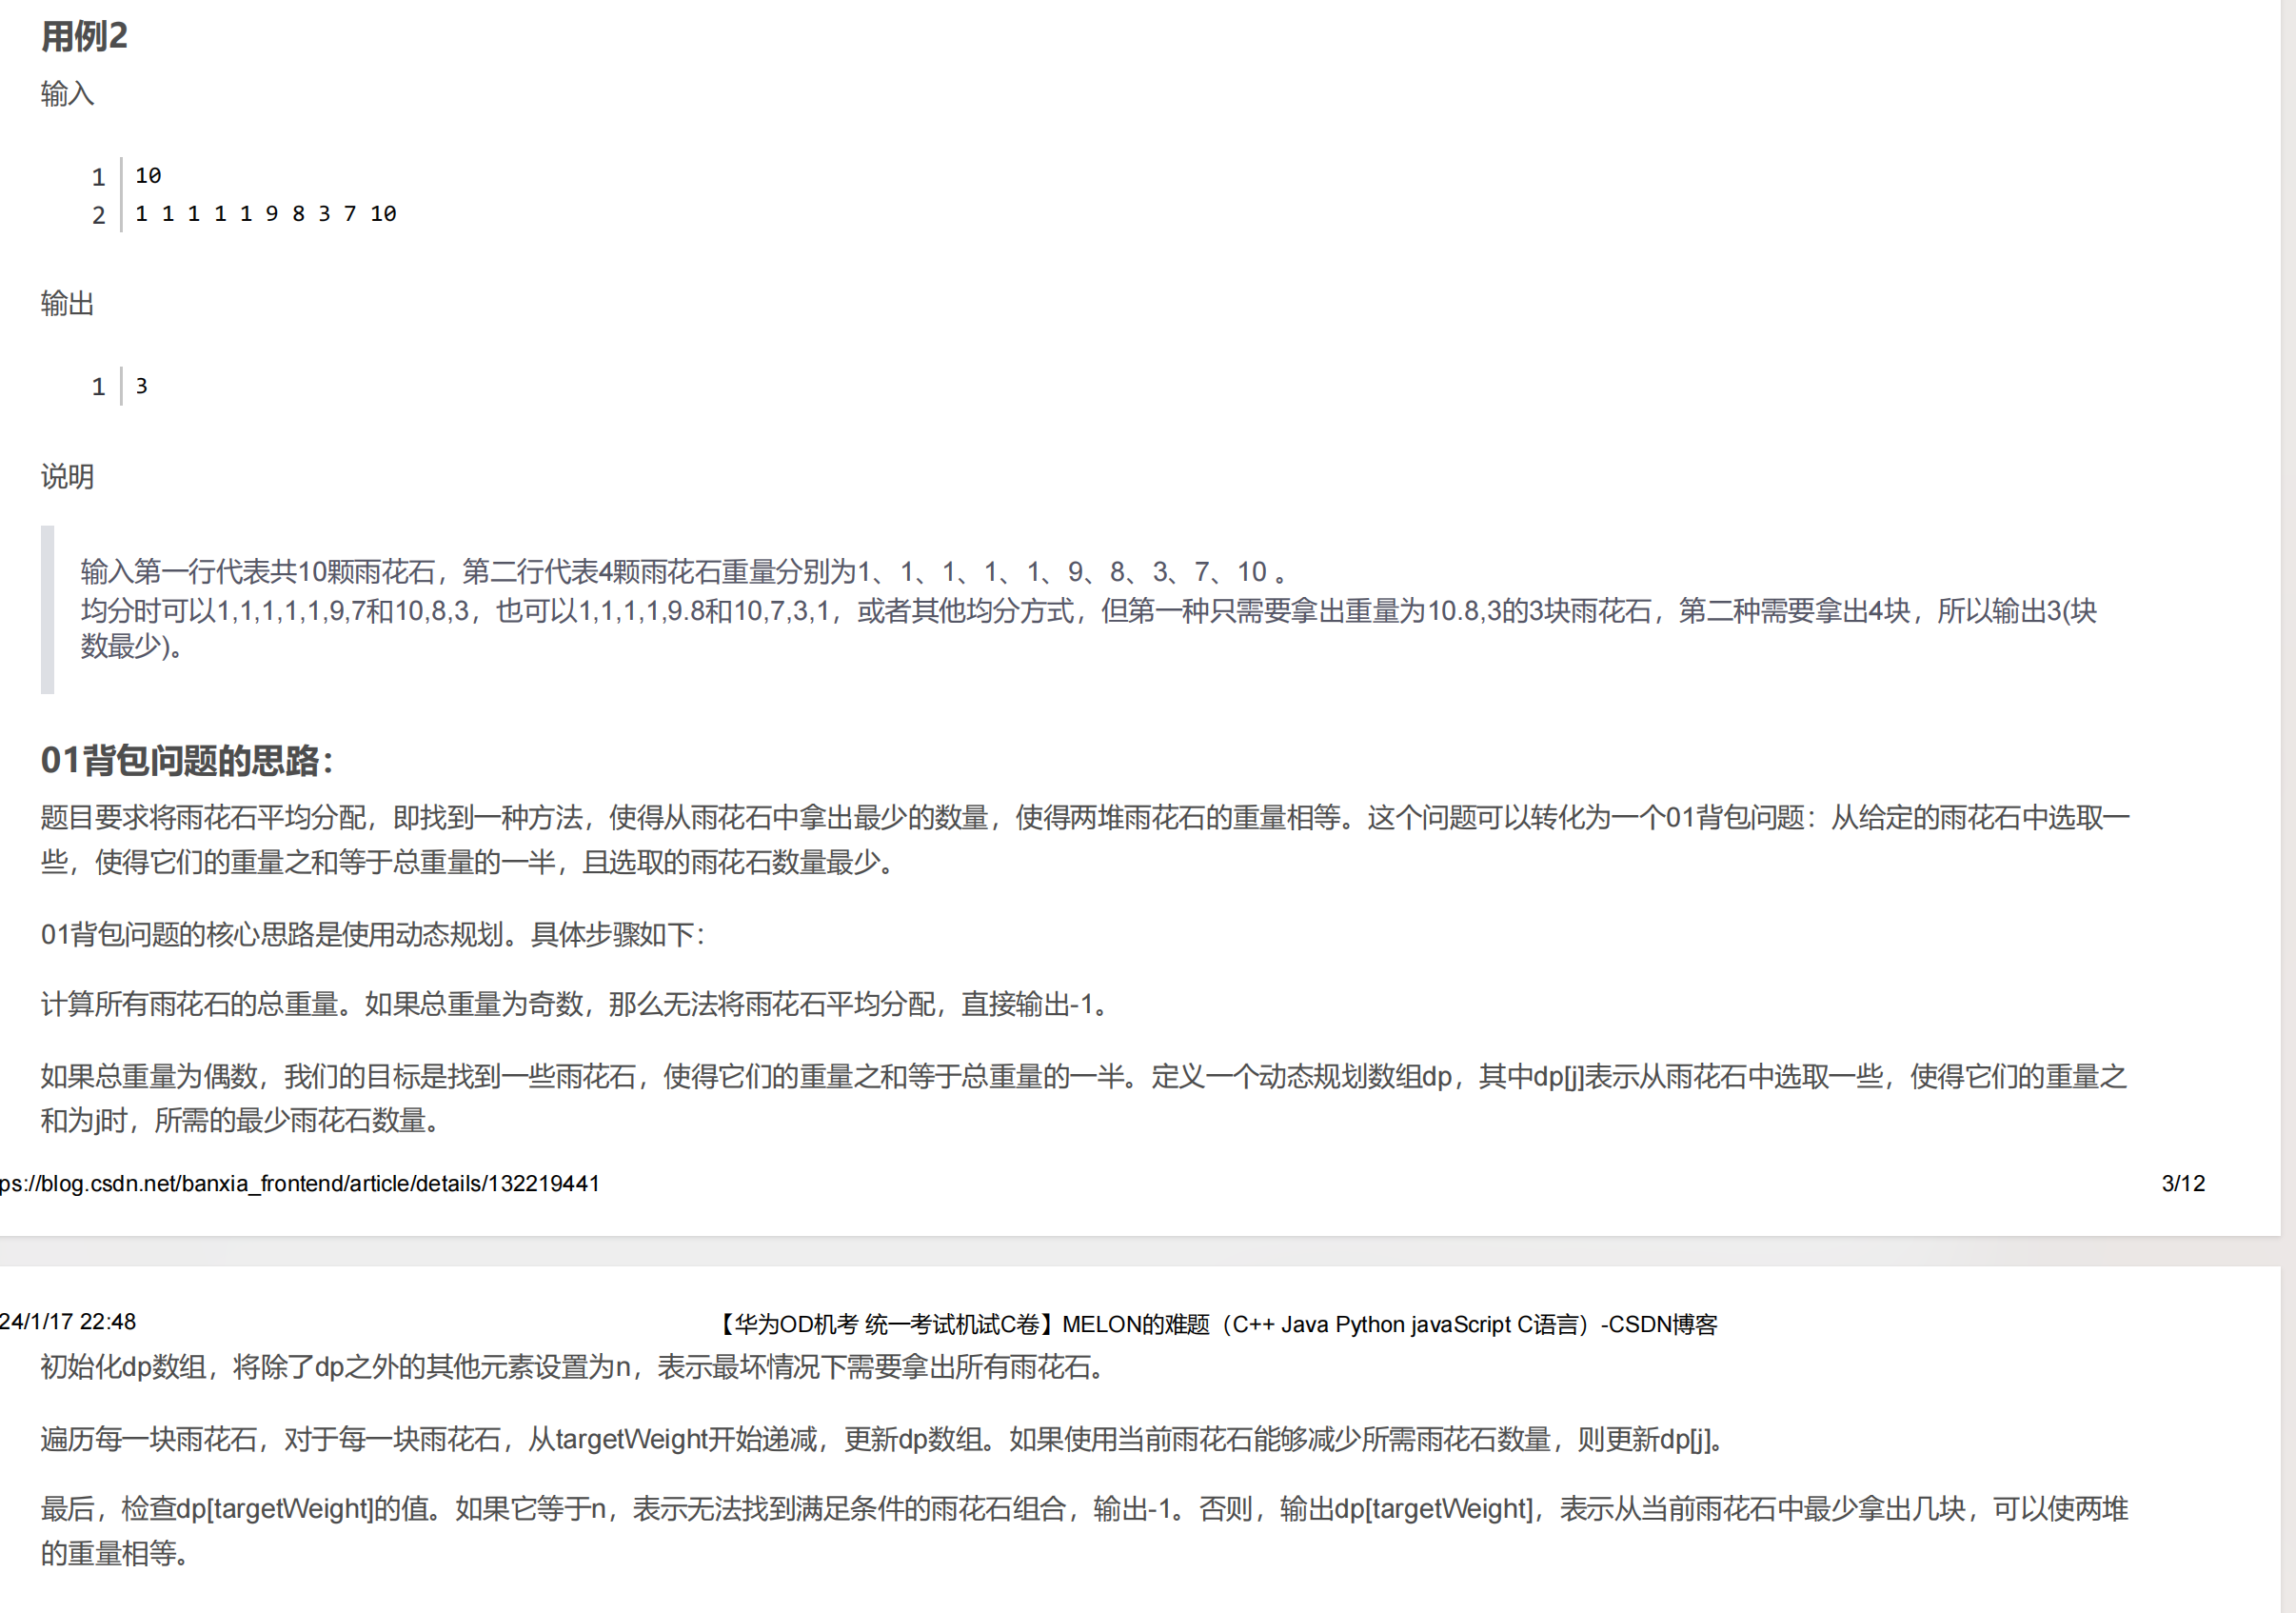 用例2
输入
1 10
2 1 1 1 1 1 9 8 3 7 10
输出
1 3
说明
输入第一行代表共10颗雨花石，第二行代表4颗雨花石重量分别为1、1、1、1、1、9、8、3、7、10 。
均分时可以1,1,1,1,1,9,7和10,8,3，也可以1,1,1,1,9.8和10,7,3,1，或者其他均分方式，但第一种只需要拿出重量为10.8,3的3块雨花石，第二种需要拿出4块，所以输出3(块
数最少)。
01背包问题的思路：
题目要求将雨花石平均分配，即找到一种方法，使得从雨花石中拿出最少的数量，使得两堆雨花石的重量相等。这个问题可以转化为一个01背包问题：从给定的雨花石中选取一
些，使得它们的重量之和等于总重量的一半，且选取的雨花石数量最少。
01背包问题的核心思路是使用动态规划。具体步骤如下：
计算所有雨花石的总重量。如果总重量为奇数，那么无法将雨花石平均分配，直接输出-1。
如果总重量为偶数，我们的目标是找到一些雨花石，使得它们的重量之和等于总重量的一半。定义一个动态规划数组dp，其中dp[j]表示从雨花石中选取一些，使得它们的重量之
和为j时，所需的最少雨花石数量。
ps://blog.csdn.net/banxia_frontend/article/details/132219441 3/12
24/1/17 22:48 【华为OD机考 统一考试机试C卷】MELON的难题（C++ Java Python javaScript C语言）-CSDN博客
初始化dp数组，将除了dp之外的其他元素设置为n，表示最坏情况下需要拿出所有雨花石。
遍历每一块雨花石，对于每一块雨花石，从targetWeight开始递减，更新dp数组。如果使用当前雨花石能够减少所需雨花石数量，则更新dp[j]。
最后，检查dp[targetWeight]的值。如果它等于n，表示无法找到满足条件的雨花石组合，输出-1。否则，输出dp[targetWeight]，表示从当前雨花石中最少拿出几块，可以使两堆
的重量相等。